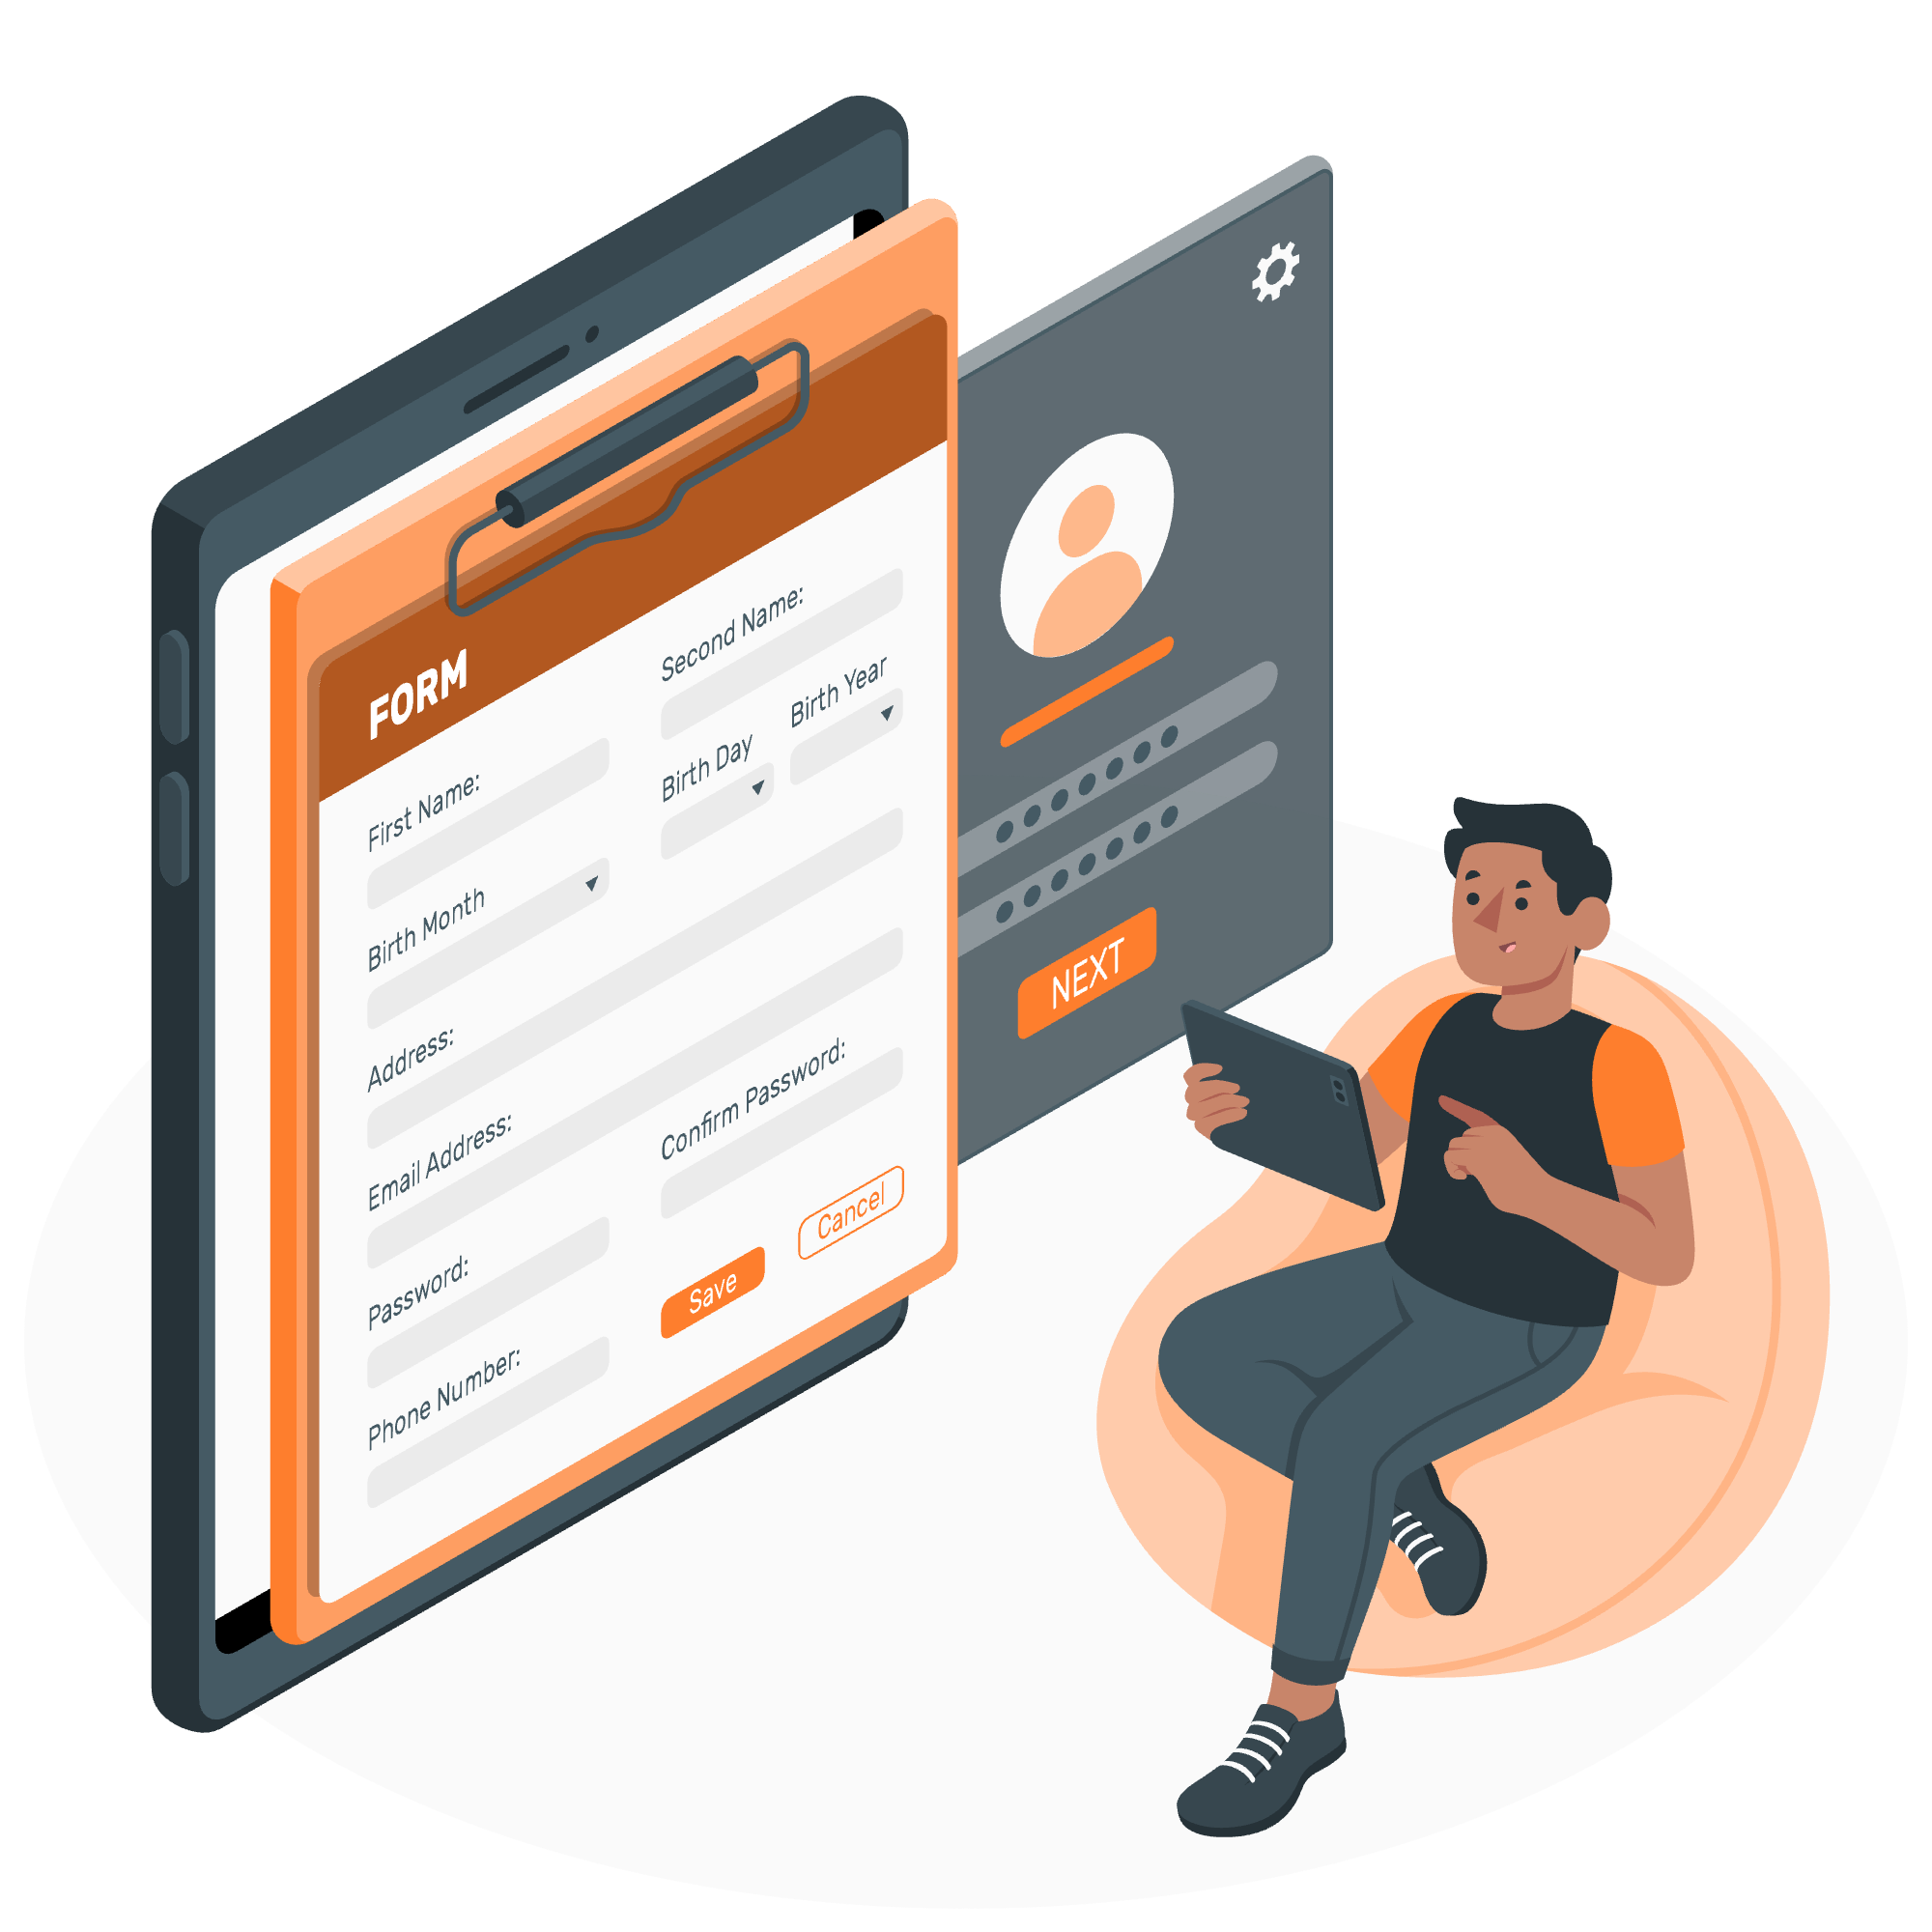 FORM
First Name:
Second Name:
Birth Month
Birth Day
Birth Year
Address:
Email Address:
Password:
Confirm Password:
Phone Number:
Save
Cancel
NEXT